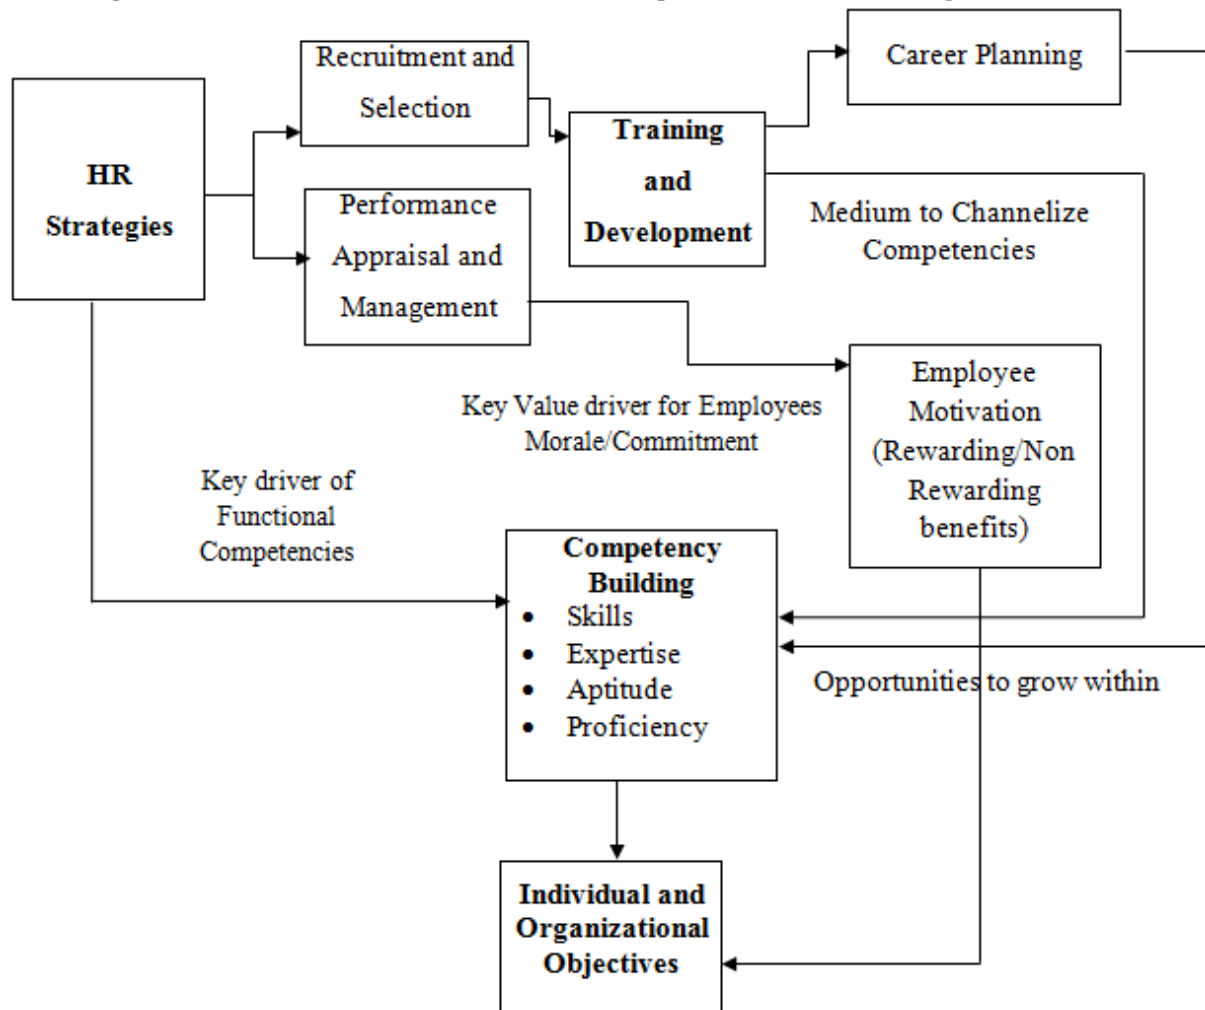 Recruitment and
Selection
Career Planning
HR
Strategies
Training
and
Development
Performance
Appraisal and
Management
Medium to Channelize
Competencies
Employee
Motivation
(Rewarding/Non
Rewarding
benefits)
Key Value driver for Employees
Morale/Commitment
Key driver of
Functional
Competencies
Competency
Building
• Skills
• Expertise
• Aptitude
• Proficiency
Opportunities to grow within
Individual and
Organizational
Objectives